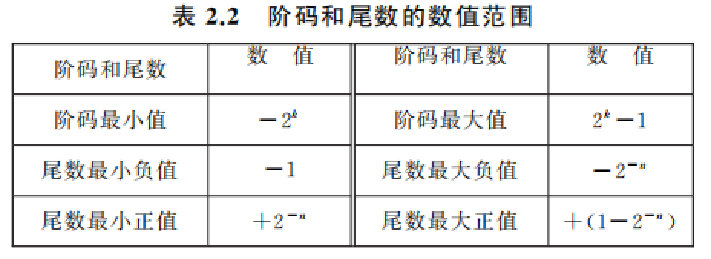 表 2.2 阶码和尾数的数值范围
阶码和尾数 数 值 阶码和尾数 数 值
阶码最小值 −2ᵏ 阶码最大值 2ᵏ−1
尾数最小负值 −1 尾数最大负值 −2⁻ⁿ
尾数最小正值 +2⁻ⁿ 尾数最大正值 +(1−2⁻ⁿ)